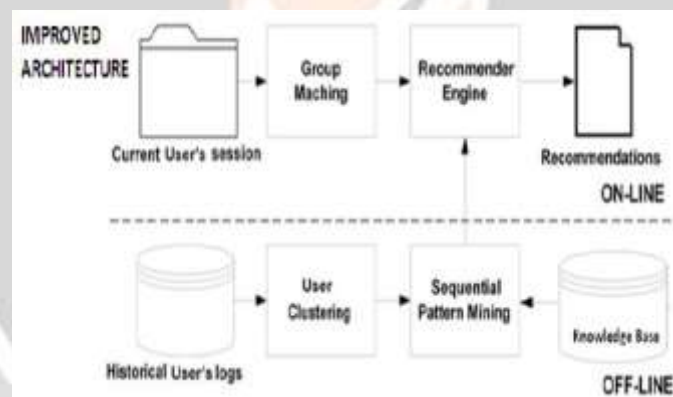 IMPROVED
ARCHITECTURE
Group
Maching
Recommender
Engine
Current User's session
Recommendations
ON-LINE
User
Clustering
Sequential
Pattern Mining
Knowledge Base
Historical User's logs
OFF-LINE